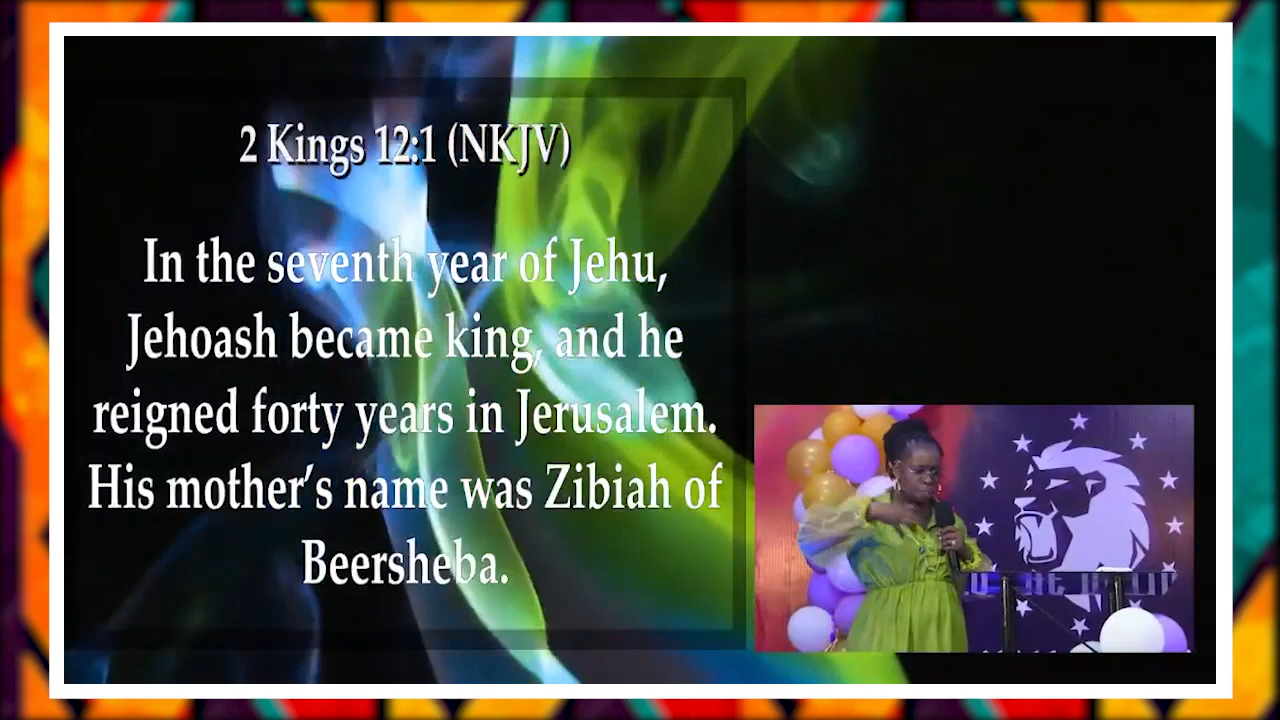 2 Kings 12:1 (NKJV)
In the seventh year of Jehu,
Jehoash became king, and he
reigned forty years in Jerusalem.
His mother’s name was Zibiah of
Beersheba.